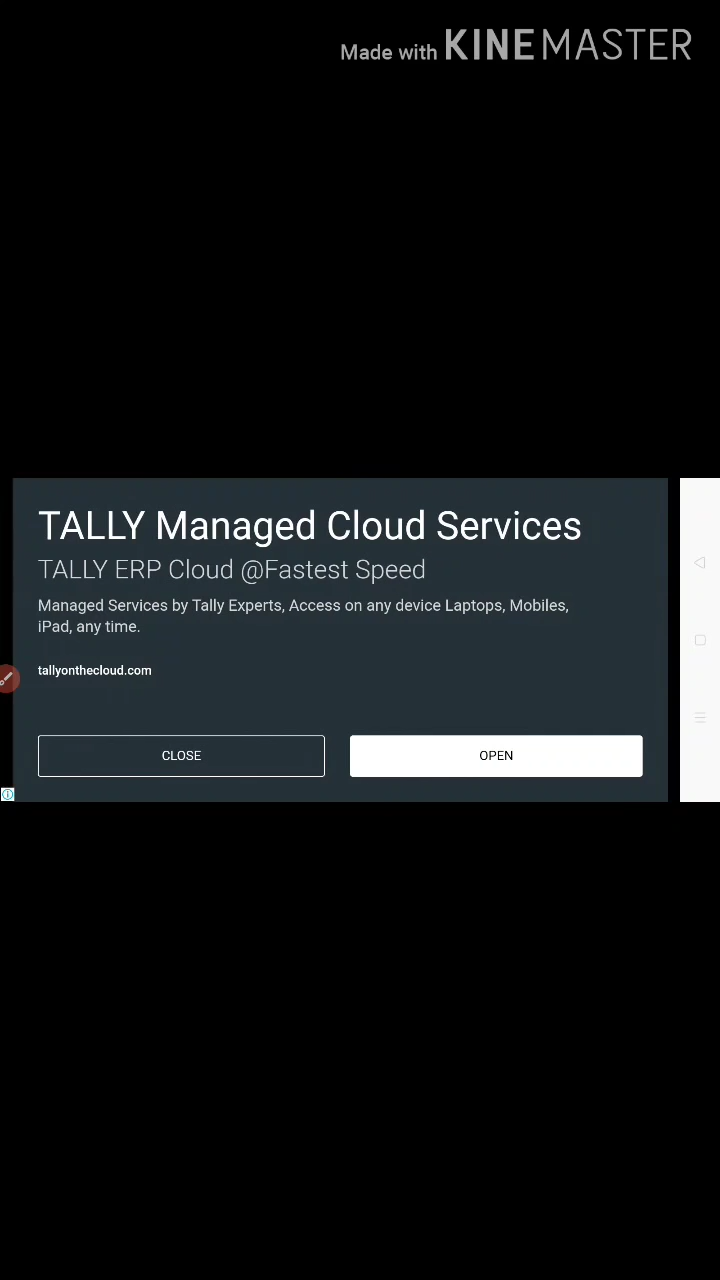 Made with KINEMASTER
TALLY Managed Cloud Services
TALLY ERP Cloud @Fastest Speed
Managed Services by Tally Experts, Access on any device Laptops, Mobiles,
iPad, any time.
tallyonthecloud.com
CLOSE
OPEN